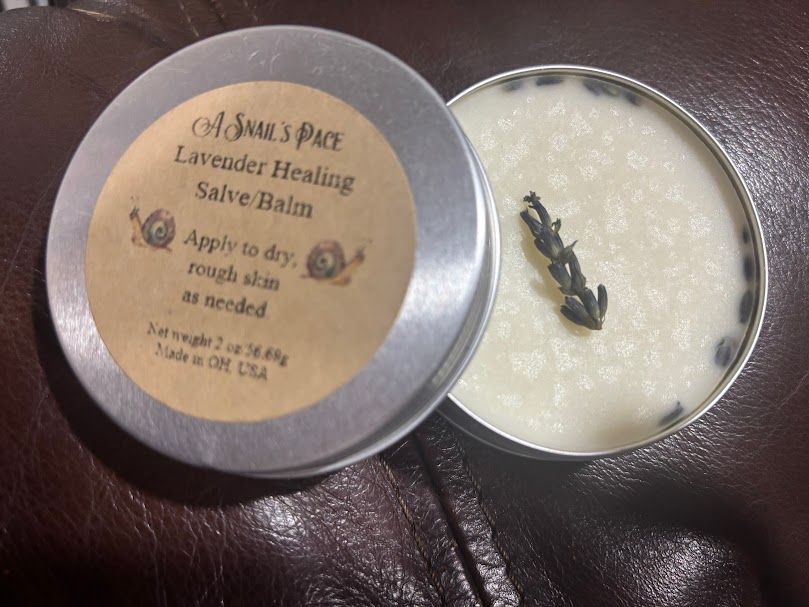 A Snail's Pace
Lavender Healing
Salve/Balm
Apply to dry,
rough skin
as needed
Net weight 2 oz/56.69g
Made in OH, USA